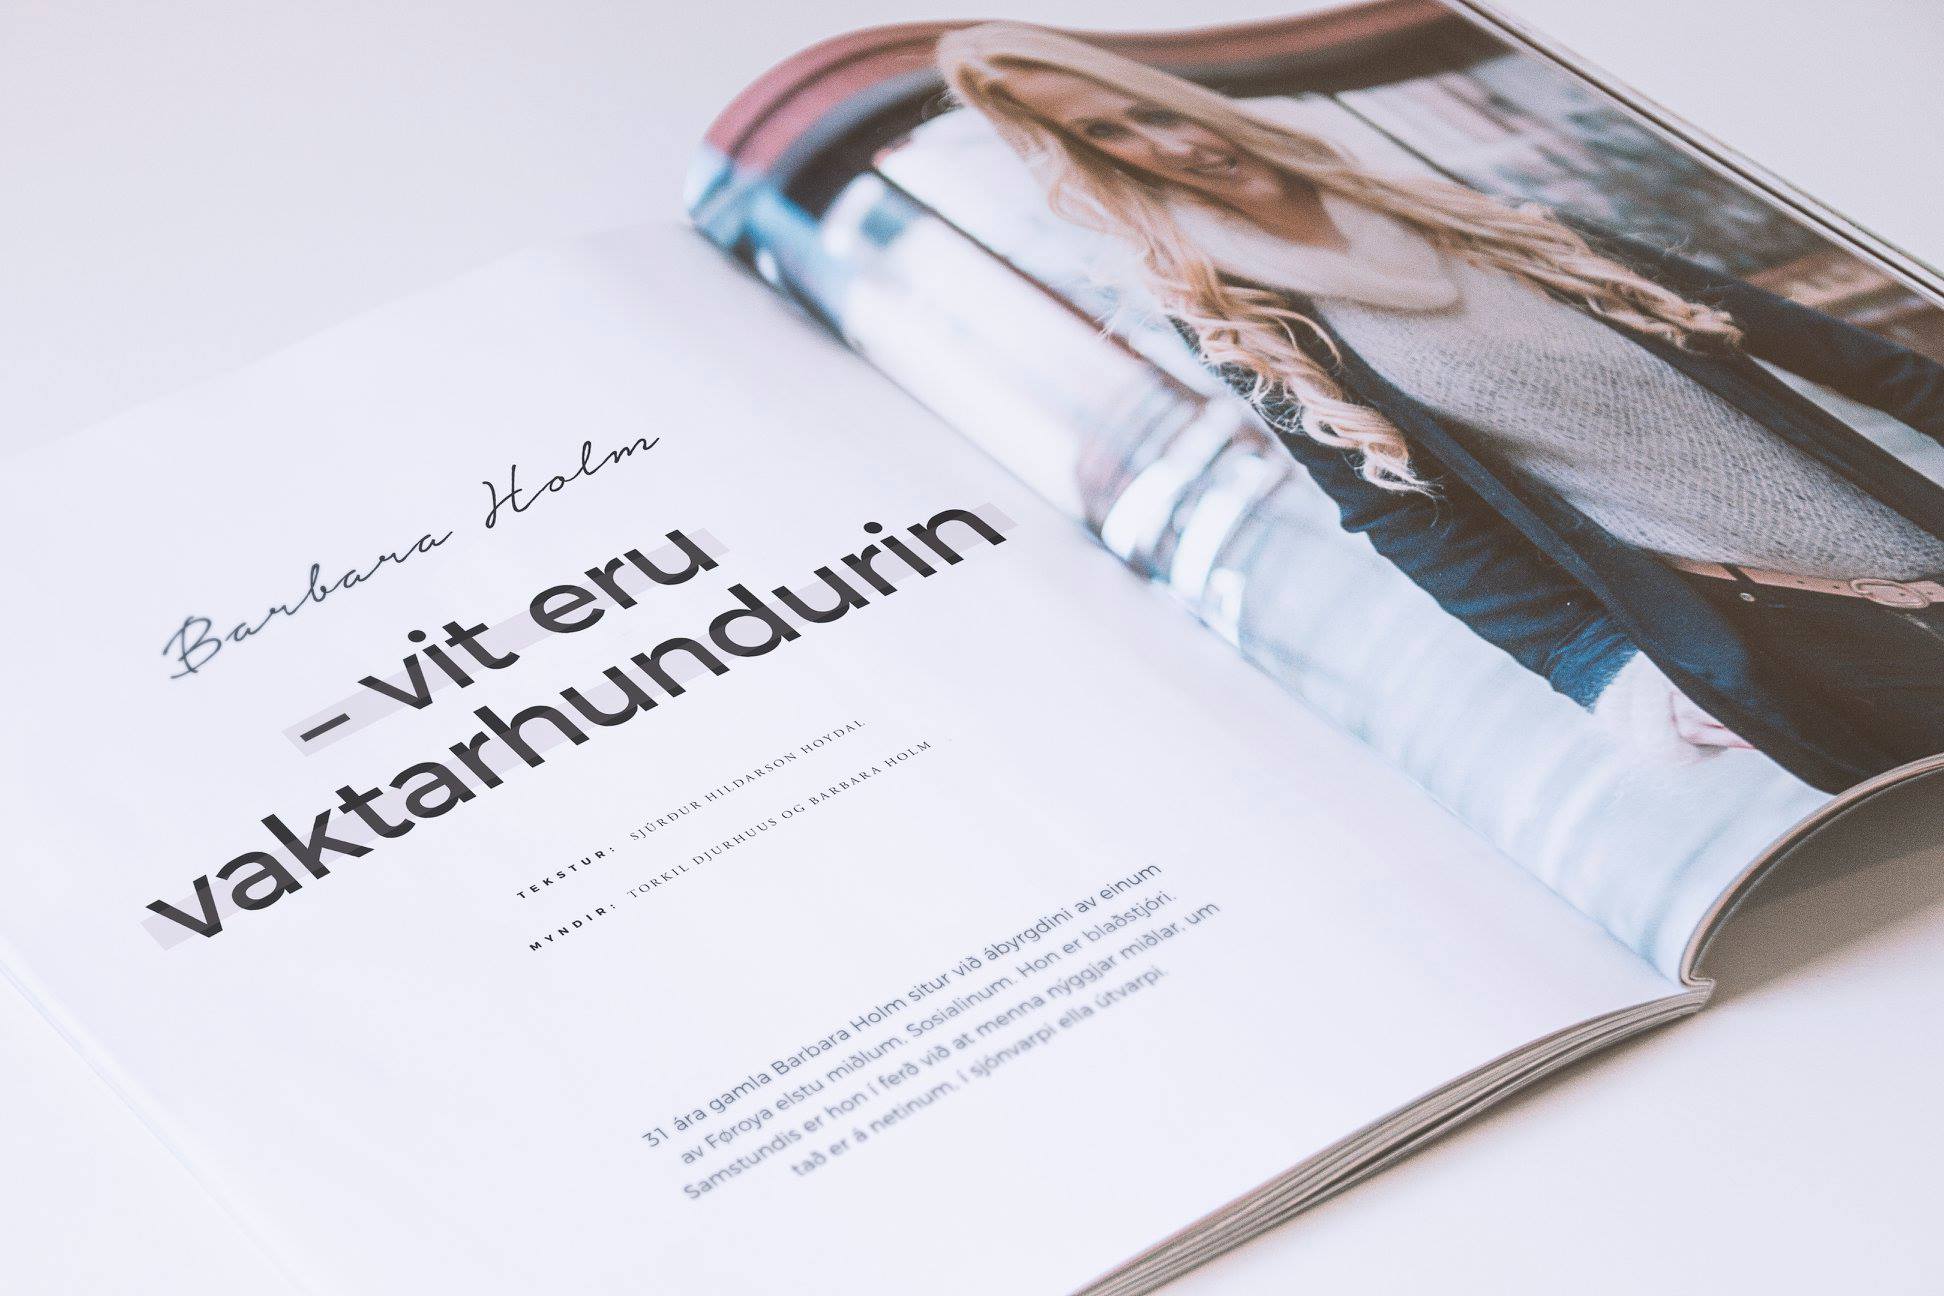 Barbara Holm
– vit eru
vaktarhundurin
TEKSTUR: SJÚRÐUR HILDARSON HOYDAL
MYNDIR: TORKIL DJURHUUS OG BARBARA HOLM
31 ára gamla Barbara Holm situr við ábyrgdini av einum
av Føroya elstu miðlum, Sosialinum. Hon er blaðstjóri.
Samstundis er hon í ferð við at menna nýggjar miðlar, um
tað er á netinum, í sjónvarpi ella útvarpi.